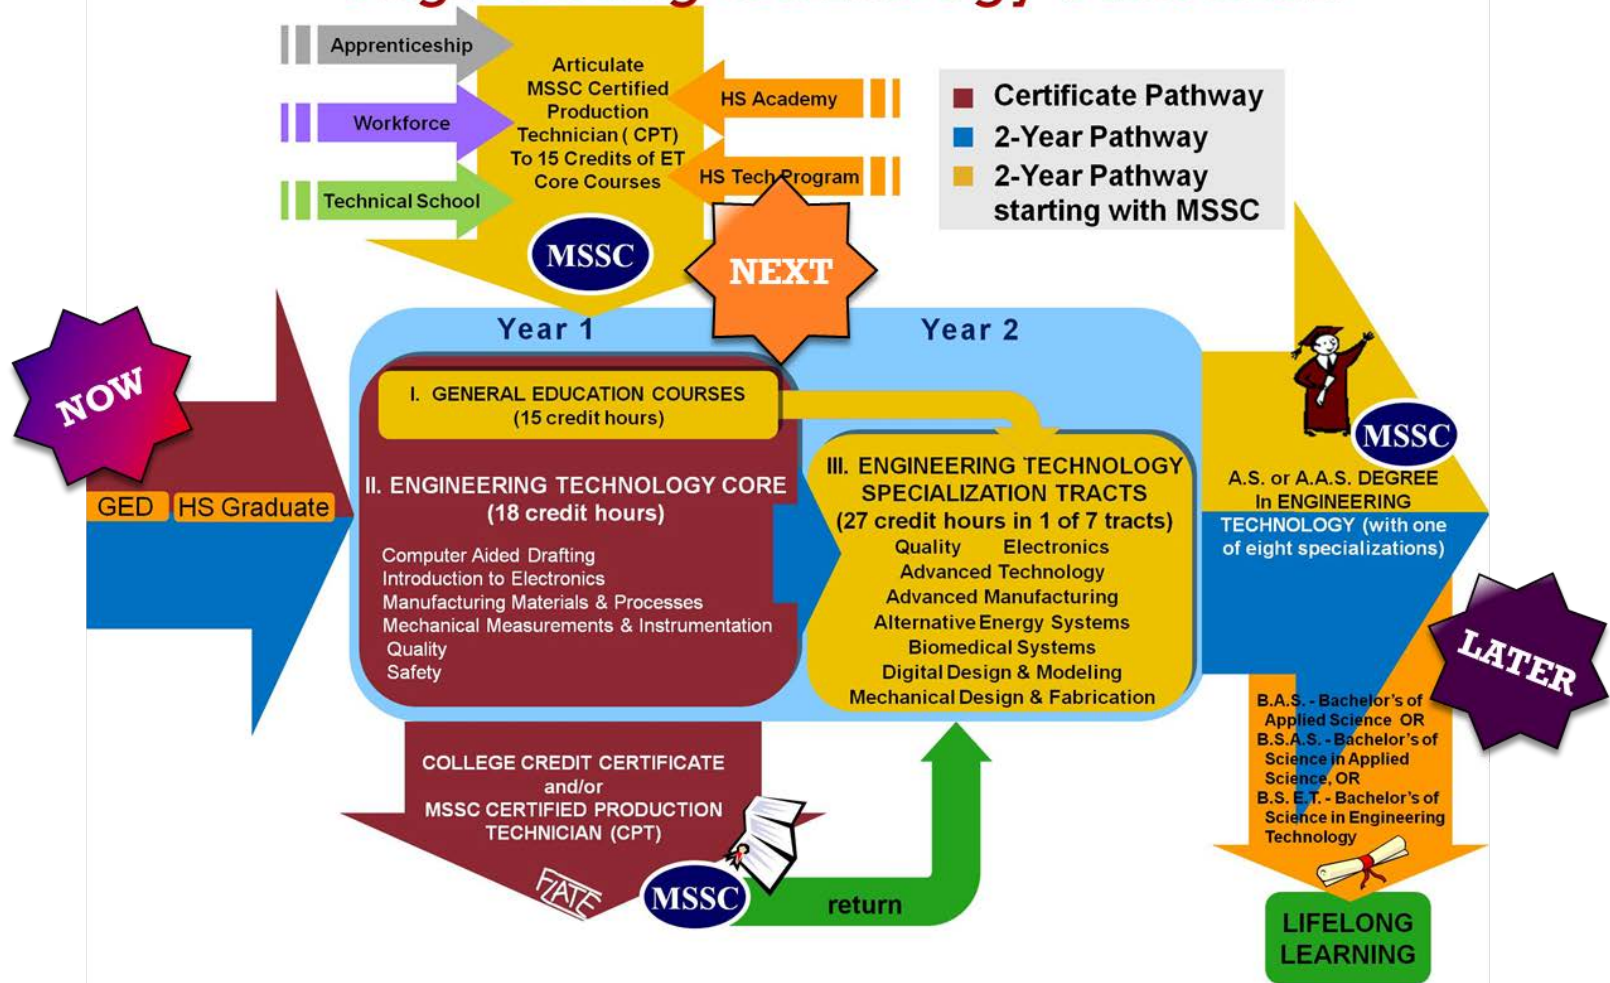 Apprenticeship
Workforce
Technical School
Articulate
MSSC Certified
Production
Technician ( CPT)
To 15 Credits of ET
Core Courses
MSSC
HS Academy
HS Tech Program
NEXT
Certificate Pathway
2-Year Pathway
2-Year Pathway
starting with MSSC
NOW
GED
HS Graduate
Year 1
Year 2
I. GENERAL EDUCATION COURSES
(15 credit hours)
II. ENGINEERING TECHNOLOGY CORE
(18 credit hours)
Computer Aided Drafting
Introduction to Electronics
Manufacturing Materials & Processes
Mechanical Measurements & Instrumentation
Quality
Safety
III. ENGINEERING TECHNOLOGY
SPECIALIZATION TRACTS
(27 credit hours in 1 of 7 tracts)
Quality Electronics
Advanced Technology
Advanced Manufacturing
Alternative Energy Systems
Biomedical Systems
Digital Design & Modeling
Mechanical Design & Fabrication
MSSC
A.S. or A.A.S. DEGREE
In ENGINEERING
TECHNOLOGY (with one
of eight specializations)
LATER
B.A.S. - Bachelor's of
Applied Science OR
B.S.A.S. - Bachelor's of
Science in Applied
Science, OR
B.S. E.T. - Bachelor's of
Science in Engineering
Technology
LIFELONG
LEARNING
COLLEGE CREDIT CERTIFICATE
and/or
MSSC CERTIFIED PRODUCTION
TECHNICIAN (CPT)
FLATE
MSSC
return